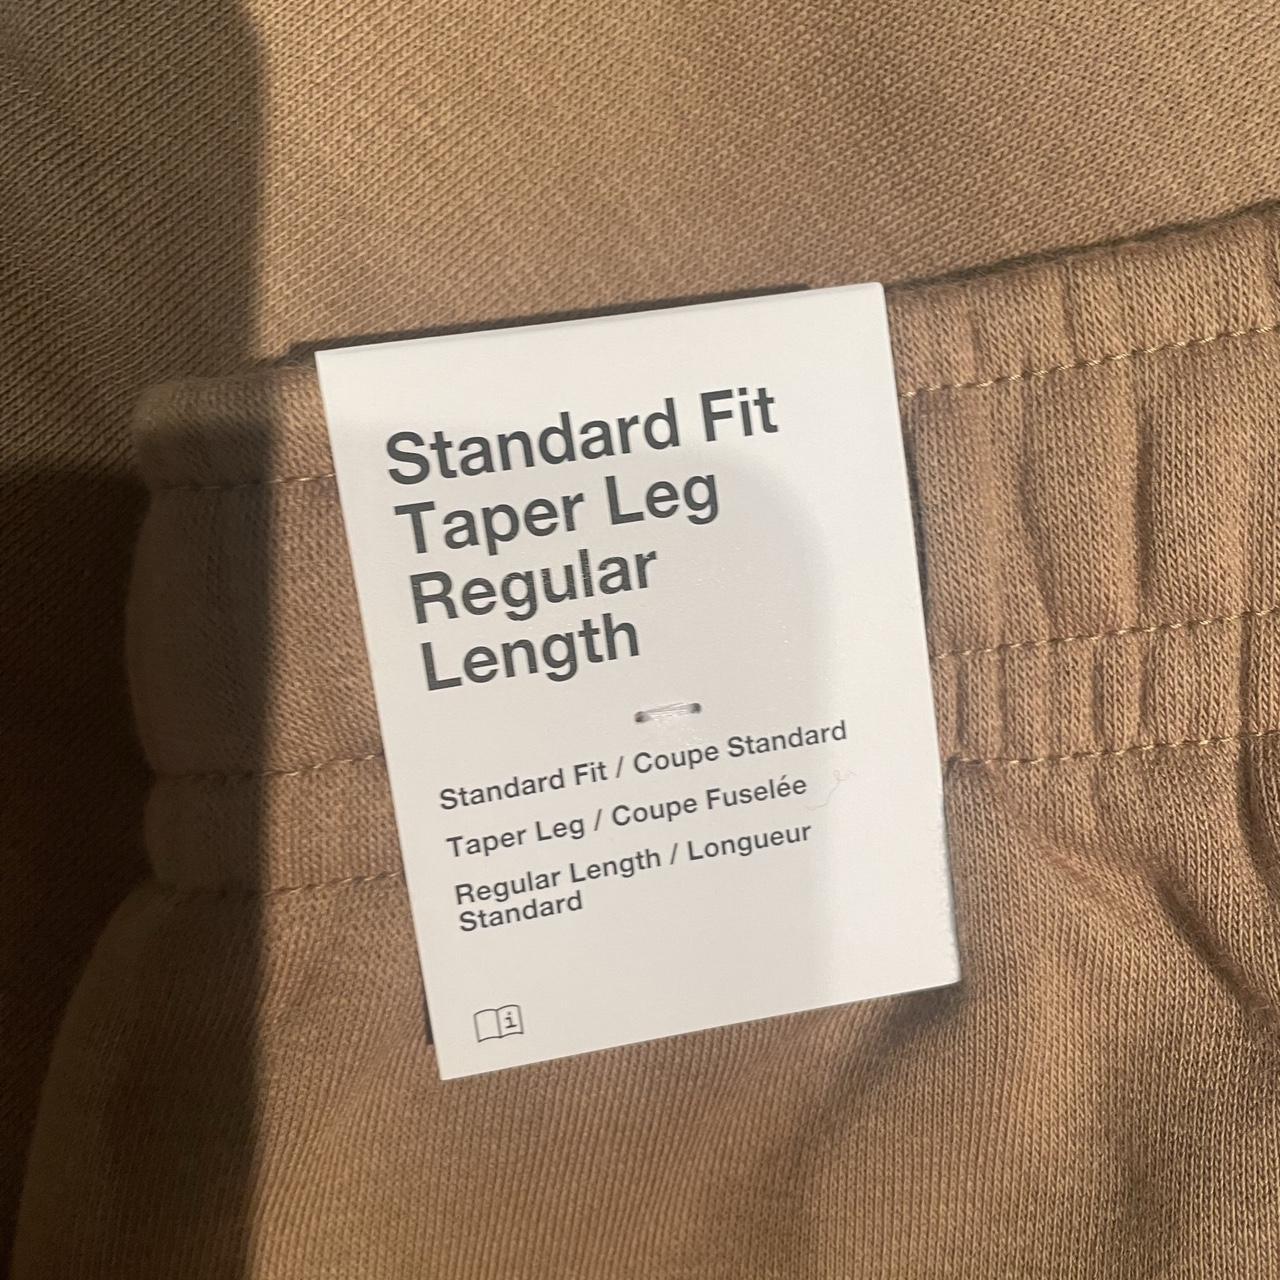 Standard Fit
Taper Leg
Regular
Length
Standard Fit / Coupe Standard
Taper Leg / Coupe Fuselée
Regular Length / Longueur
Standard
i